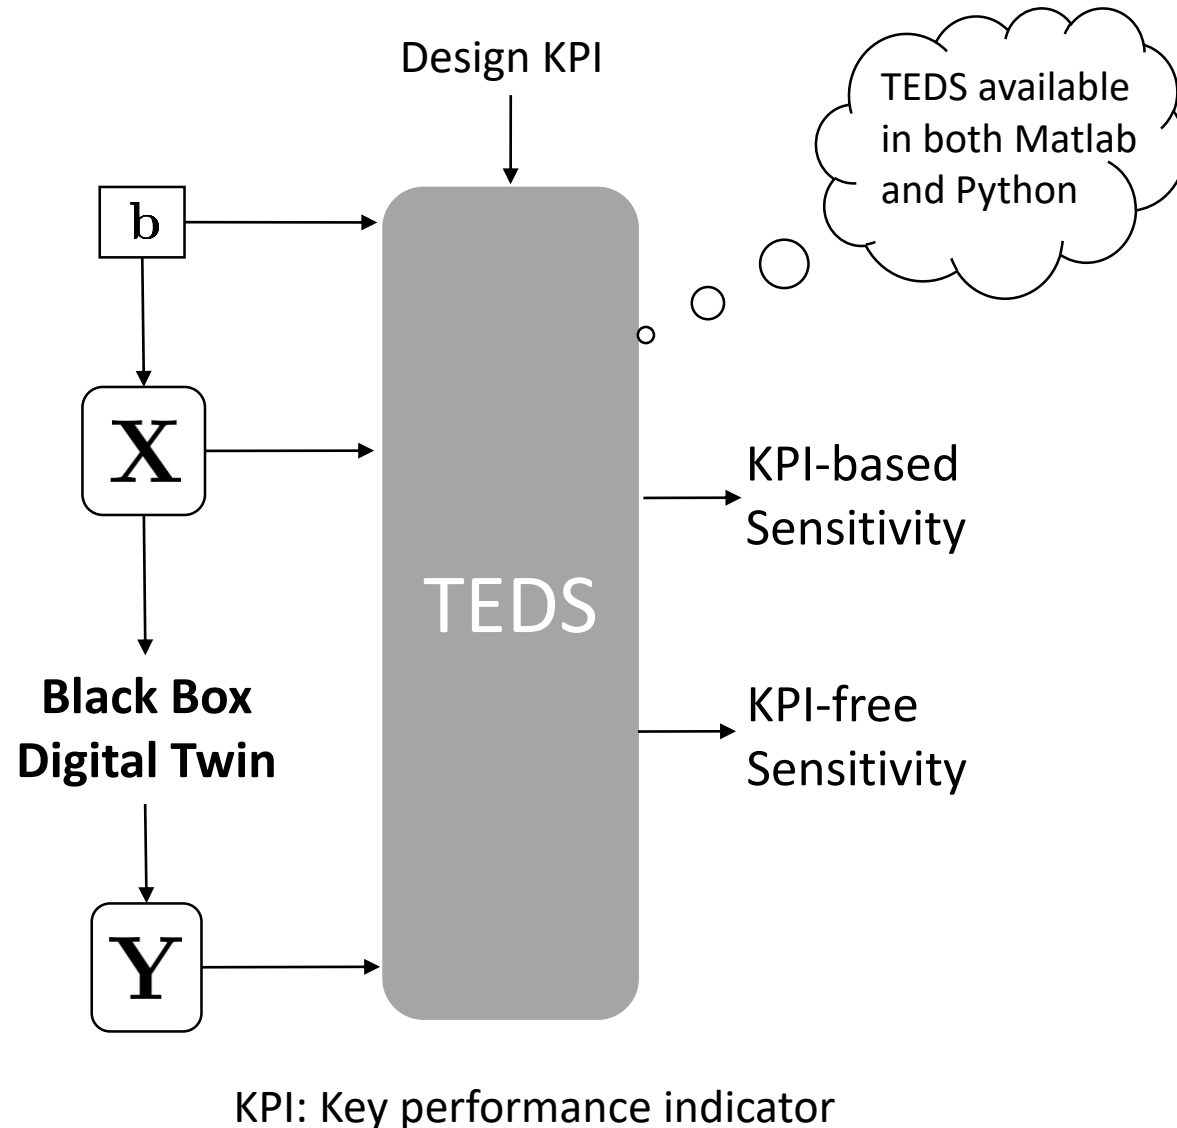 Design KPI
TEDS available
in both Matlab
and Python
b
X
KPI-based
Sensitivity
TEDS
Black Box
Digital Twin
KPI-free
Sensitivity
Y
KPI: Key performance indicator